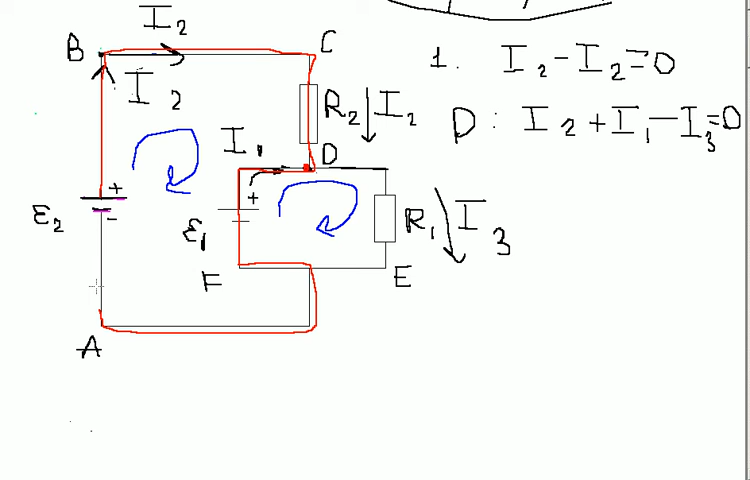 I₂
B
C
1. I₂-I₂=0
I₂
R₂
I₂
D: I₂+I₁-I₃=0
I₁
D
+
+
ε₂
-
ε₁
R₁
I₃
F
E
A